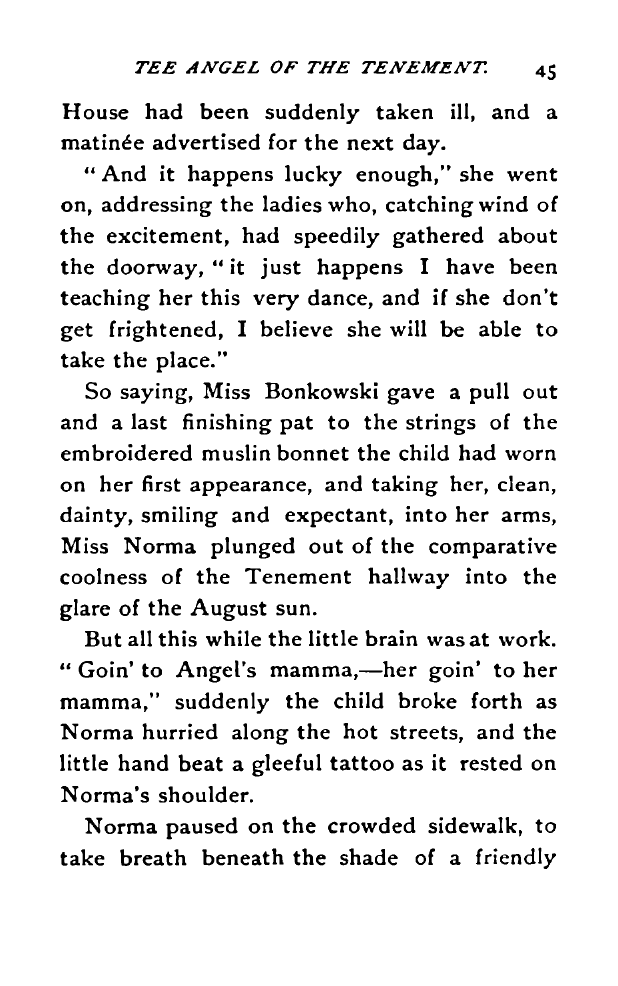 TEE ANGEL OF THE TENEMENT. 45
House had been suddenly taken ill, and a
matinée advertised for the next day.
“And it happens lucky enough,” she went
on, addressing the ladies who, catching wind of
the excitement, had speedily gathered about
the doorway, “it just happens I have been
teaching her this very dance, and if she don't
get frightened, I believe she will be able to
take the place.”
So saying, Miss Bonkowski gave a pull out
and a last finishing pat to the strings of the
embroidered muslin bonnet the child had worn
on her first appearance, and taking her, clean,
dainty, smiling and expectant, into her arms,
Miss Norma plunged out of the comparative
coolness of the Tenement hallway into the
glare of the August sun.
But all this while the little brain was at work.
“Goin' to Angel's mamma,—her goin' to her
mamma,” suddenly the child broke forth as
Norma hurried along the hot streets, and the
little hand beat a gleeful tattoo as it rested on
Norma's shoulder.
Norma paused on the crowded sidewalk, to
take breath beneath the shade of a friendly